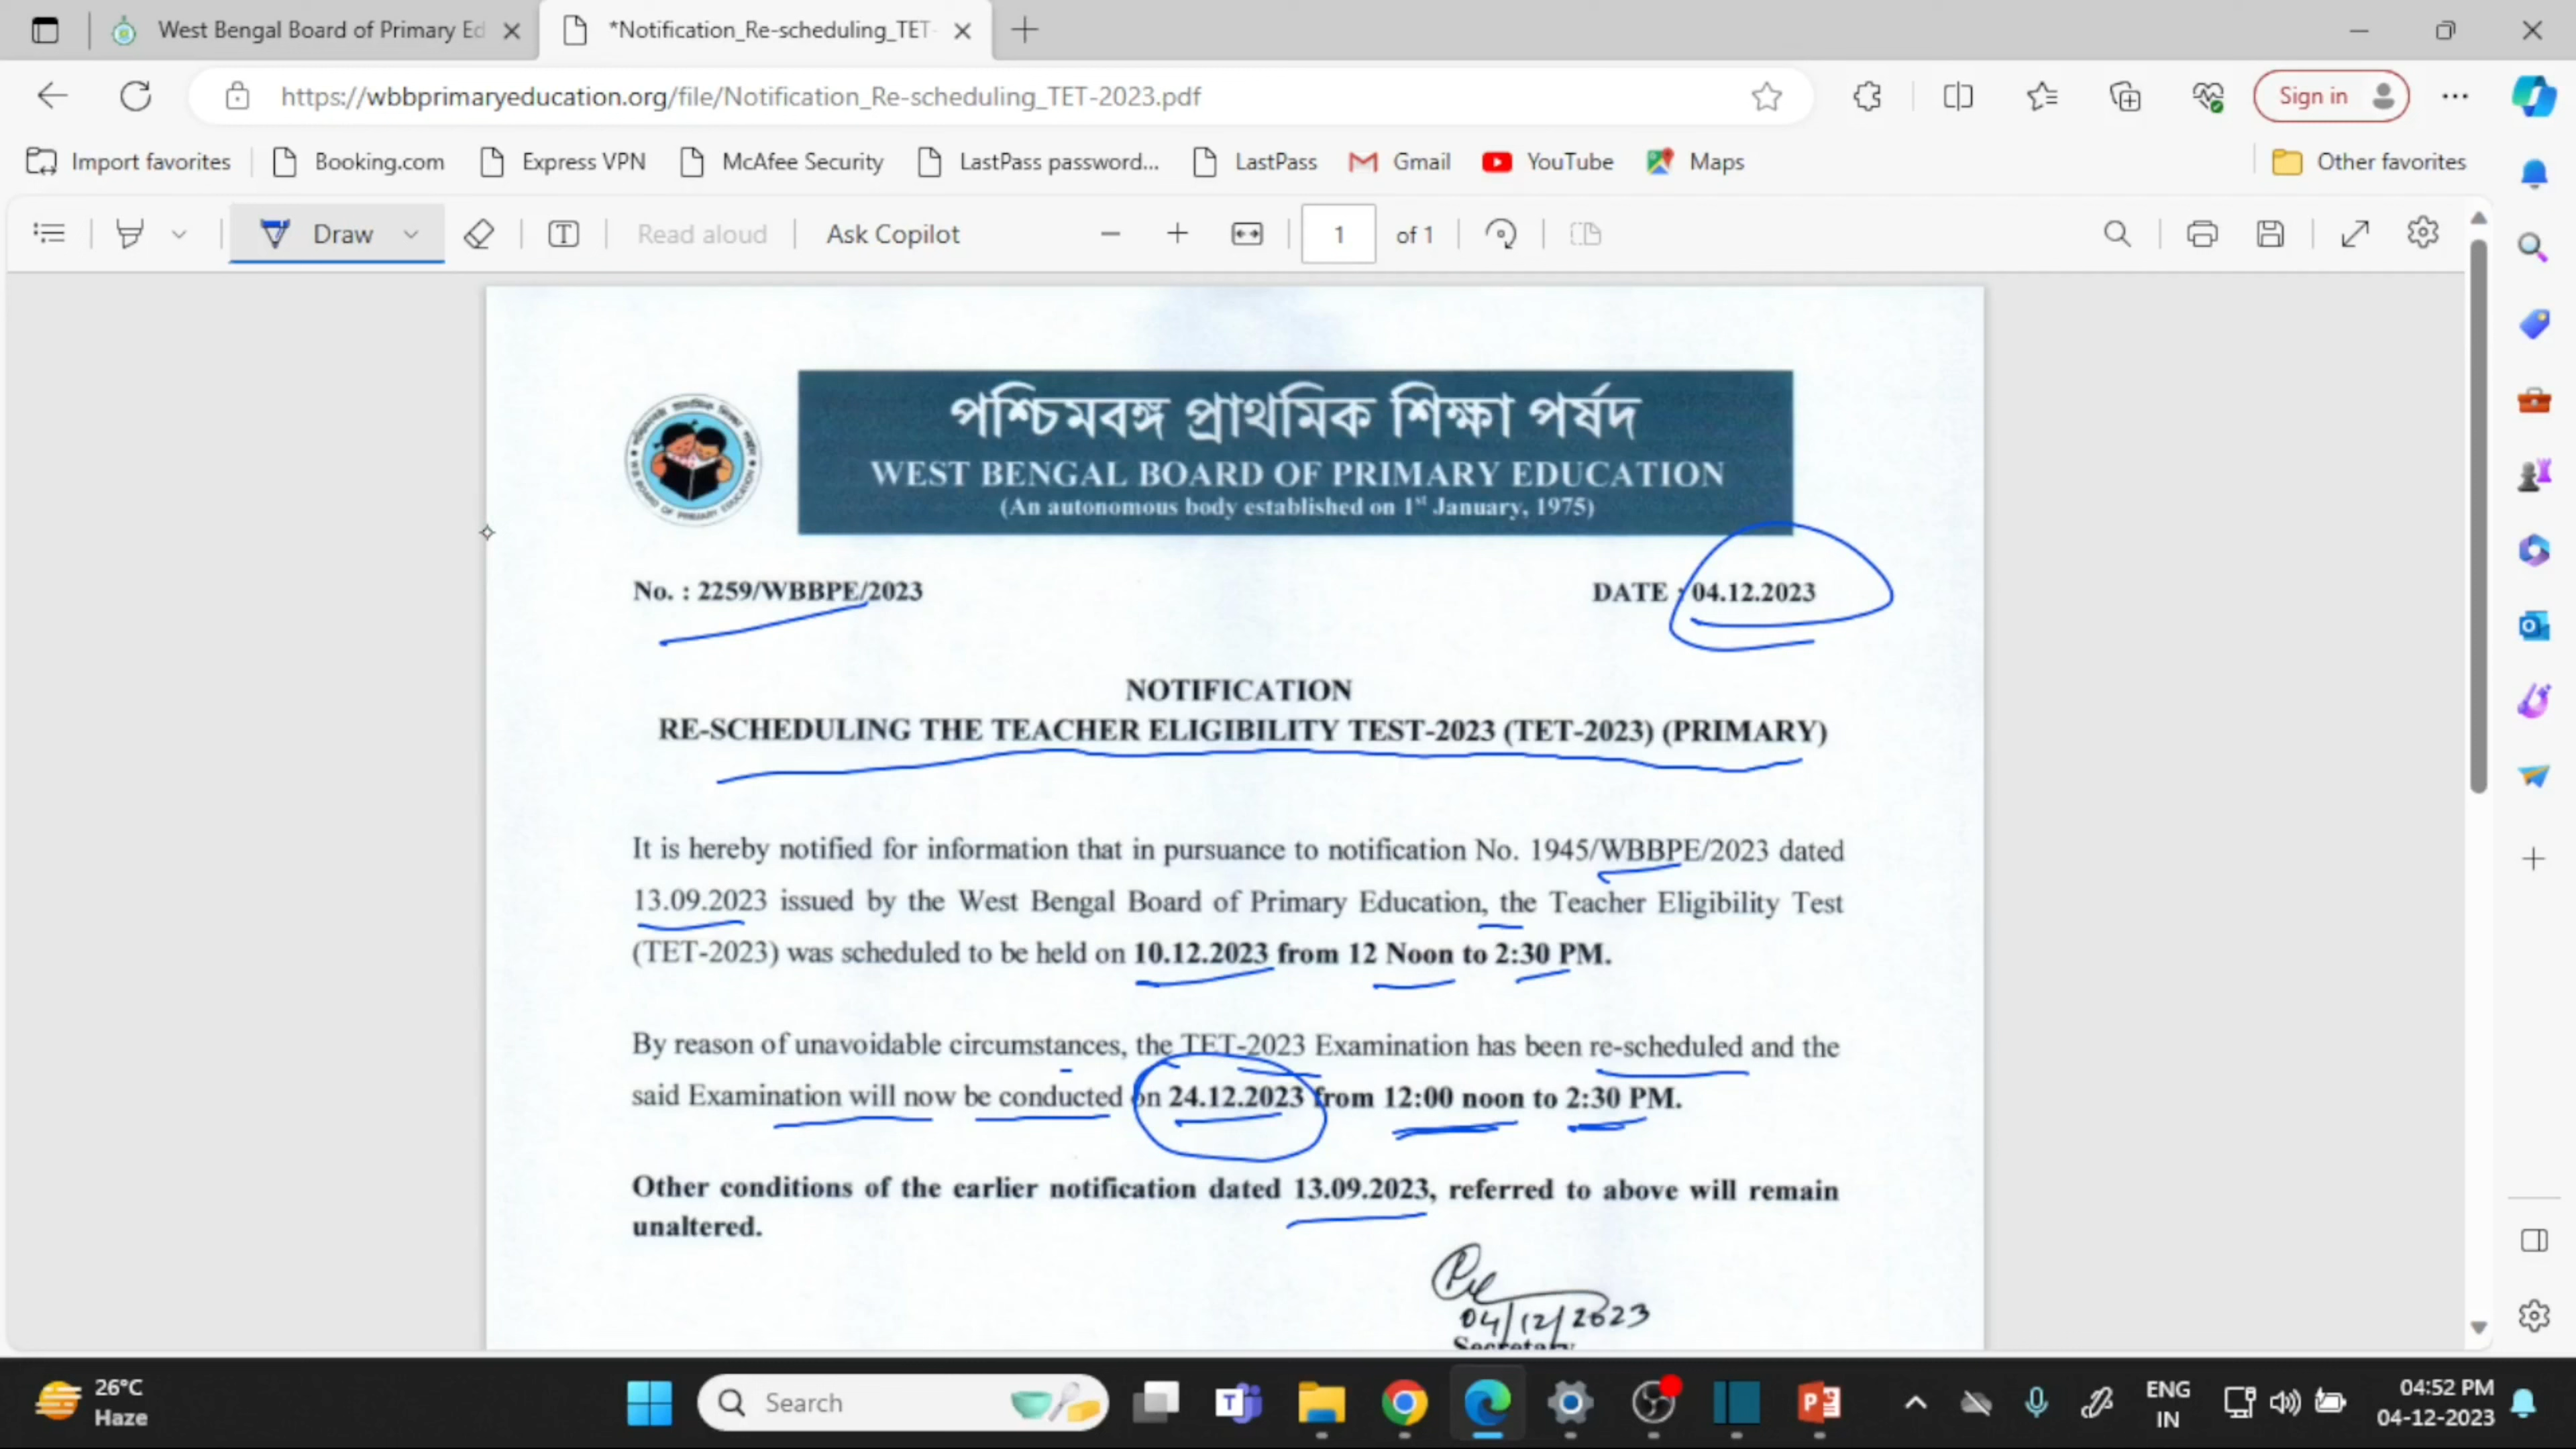 West Bengal Board of Primary Ed
*Notification_Re-scheduling_TET-
https://wbbprimaryeducation.org/file/Notification_Re-scheduling_TET-2023.pdf
Sign in
Import favorites
Booking.com
Express VPN
McAfee Security
LastPass password...
LastPass
Gmail
YouTube
Maps
Other favorites
Draw
Read aloud
Ask Copilot
1
of 1
পশ্চিমবঙ্গ প্রাথমিক শিক্ষা পর্ষদ
WEST BENGAL BOARD OF PRIMARY EDUCATION
(An autonomous body established on 1st January, 1975)
No. : 2259/WBBPE/2023
DATE : 04.12.2023
NOTIFICATION
RE-SCHEDULING THE TEACHER ELIGIBILITY TEST-2023 (TET-2023) (PRIMARY)
It is hereby notified for information that in pursuance to notification No. 1945/WBBPE/2023 dated
13.09.2023 issued by the West Bengal Board of Primary Education, the Teacher Eligibility Test
(TET-2023) was scheduled to be held on 10.12.2023 from 12 Noon to 2:30 PM.
By reason of unavoidable circumstances, the TET-2023 Examination has been re-scheduled and the
said Examination will now be conducted on 24.12.2023 from 12:00 noon to 2:30 PM.
Other conditions of the earlier notification dated 13.09.2023, referred to above will remain
unaltered.
04/12/2023
Secretary
26°C
Haze
Search
ENG
IN
04:52 PM
04-12-2023